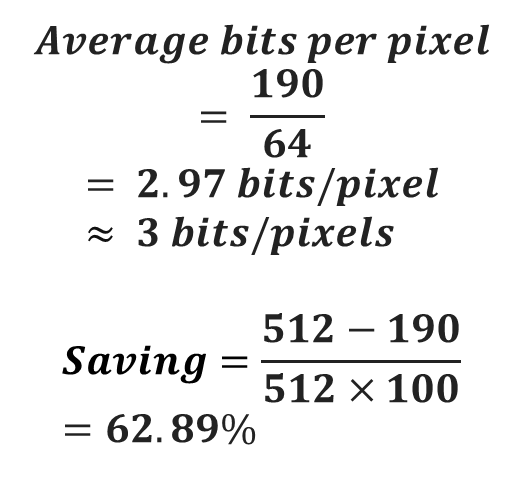 Average bits per pixel
= 190
64
= 2.97 bits/pixel
≈ 3 bits/pixels
Saving = 512 − 190
512 × 100
= 62.89%